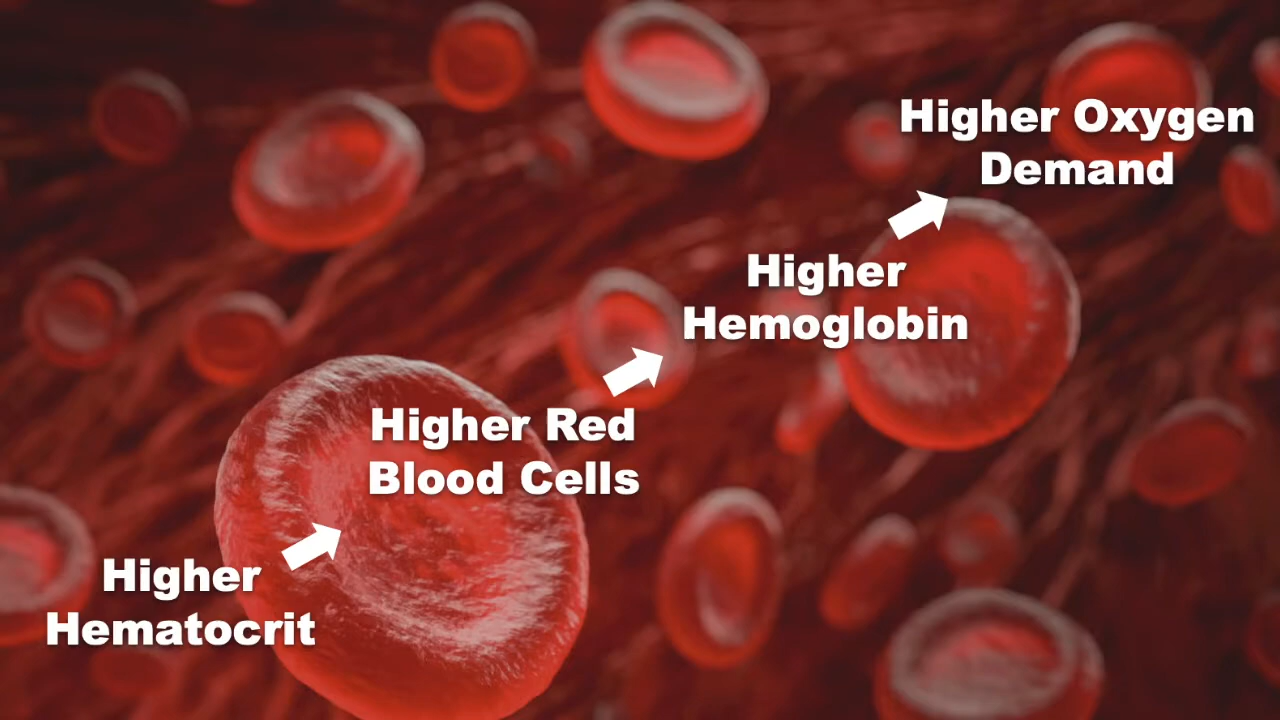 Higher Oxygen
Demand
Higher
Hemoglobin
Higher Red
Blood Cells
Higher
Hematocrit